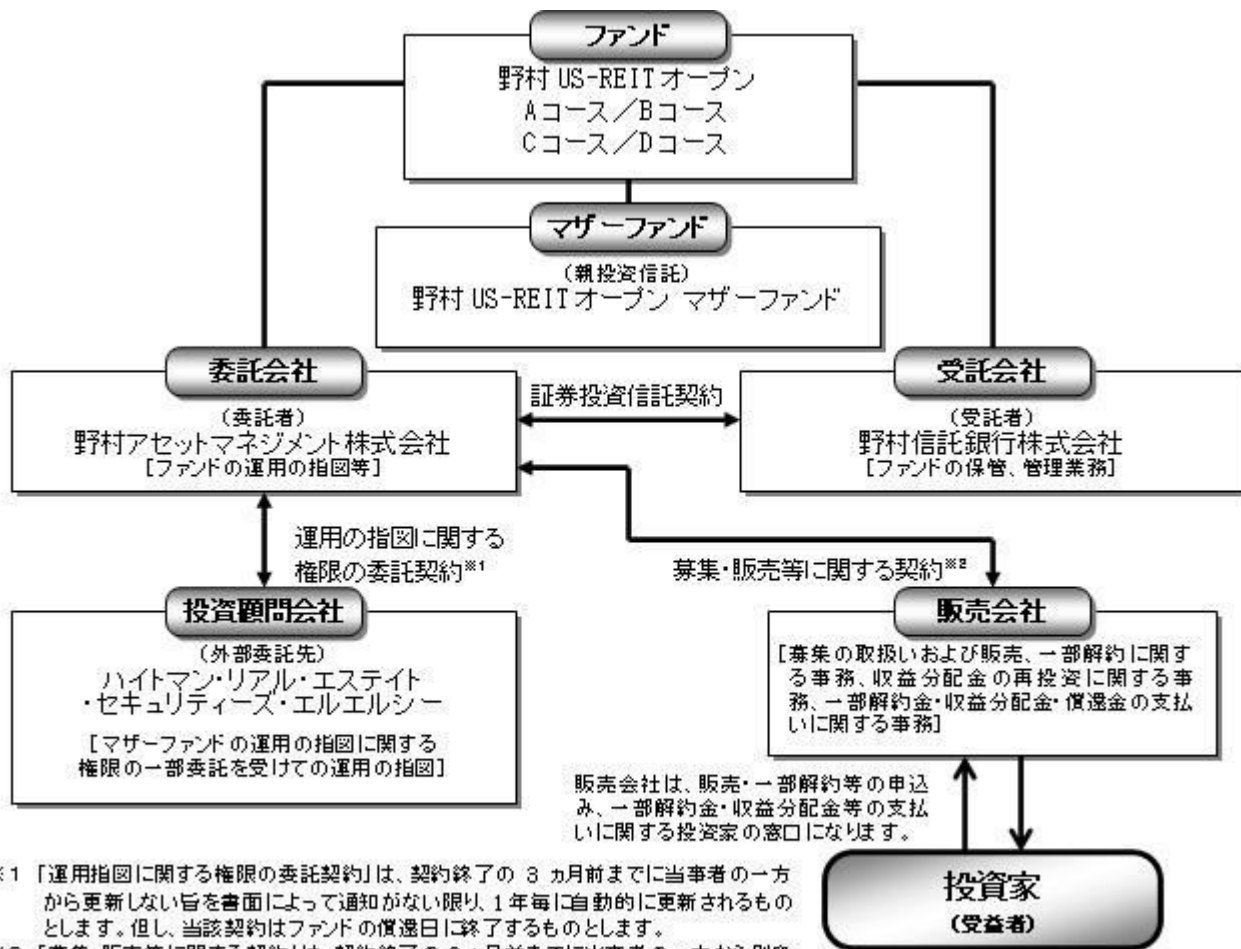 ファンド
野村 US-REIT オープン
Aコース／Bコース
Cコース／Dコース
マザーファンド
（親投資信託）
野村 US-REIT オープン マザーファンド
委託会社
（委託者）
野村アセットマネジメント株式会社
［ファンドの運用の指図等］
証券投資信託契約
受託会社
（受託者）
野村信託銀行株式会社
［ファンドの保管、管理業務］
運用の指図に関する
権限の委託契約※1
募集・販売等に関する契約※2
投資顧問会社
（外部委託先）
ハイトマン・リアル・エステイト
・セキュリティーズ・エルエルシー
［マザーファンドの運用の指図に関する
権限の一部委託を受けての運用の指図］
販売会社
［募集の取扱いおよび販売、一部解約に関す
る事務、収益分配金の再投資に関する事
務、一部解約金・収益分配金・償還金の支払
いに関する事務］
販売会社は、販売・一部解約等の申込
み、一部解約金・収益分配金等の支払
いに関する投資家の窓口になります。
投資家
（受益者）
※1 「運用指図に関する権限の委託契約」は、契約終了の 3 ヵ月前までに当事者の一方
から更新しない旨を書面によって通知がない限り、1年毎に自動的に更新されるもの
とします。但し、当該契約はファンドの償還日に終了するものとします。